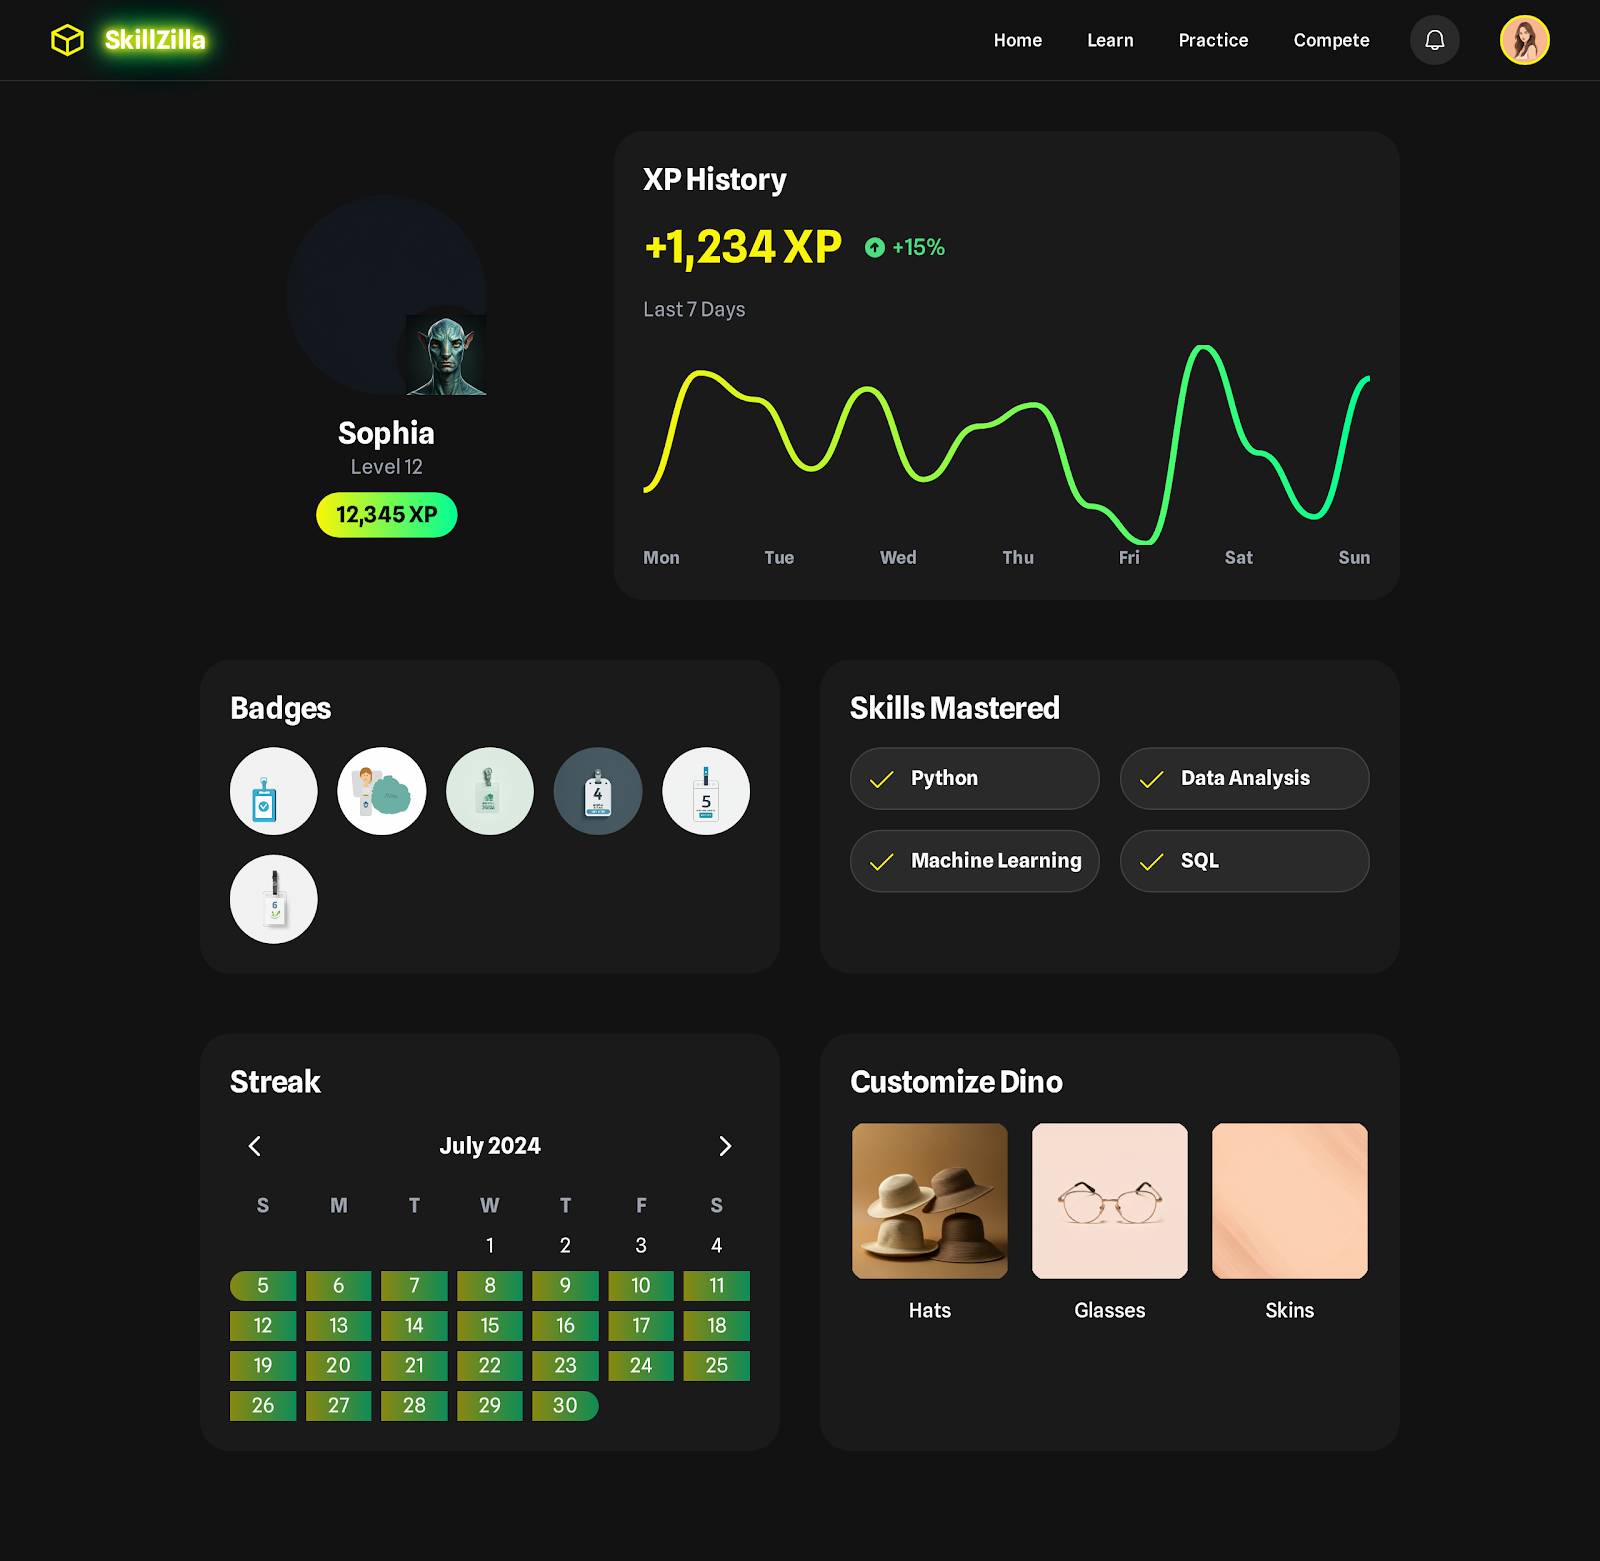 SkillZilla
Home Learn Practice Compete
XP History
+1,234 XP +15%
Last 7 Days
Mon Tue Wed Thu Fri Sat Sun
Sophia
Level 12
12,345 XP
Badges
4
5
6
Skills Mastered
Python Data Analysis
Machine Learning SQL
Streak
July 2024
S M T W T F S
1 2 3 4
5 6 7 8 9 10 11
12 13 14 15 16 17 18
19 20 21 22 23 24 25
26 27 28 29 30
Customize Dino
Hats Glasses Skins